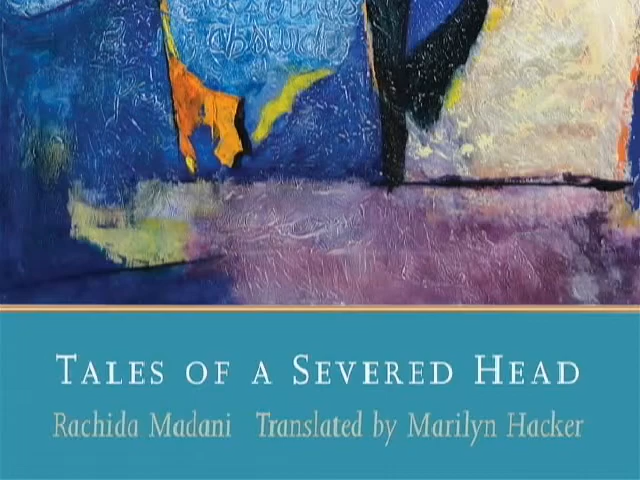 TALES OF A SEVERED HEAD
Rachida Madani Translated by Marilyn Hacker